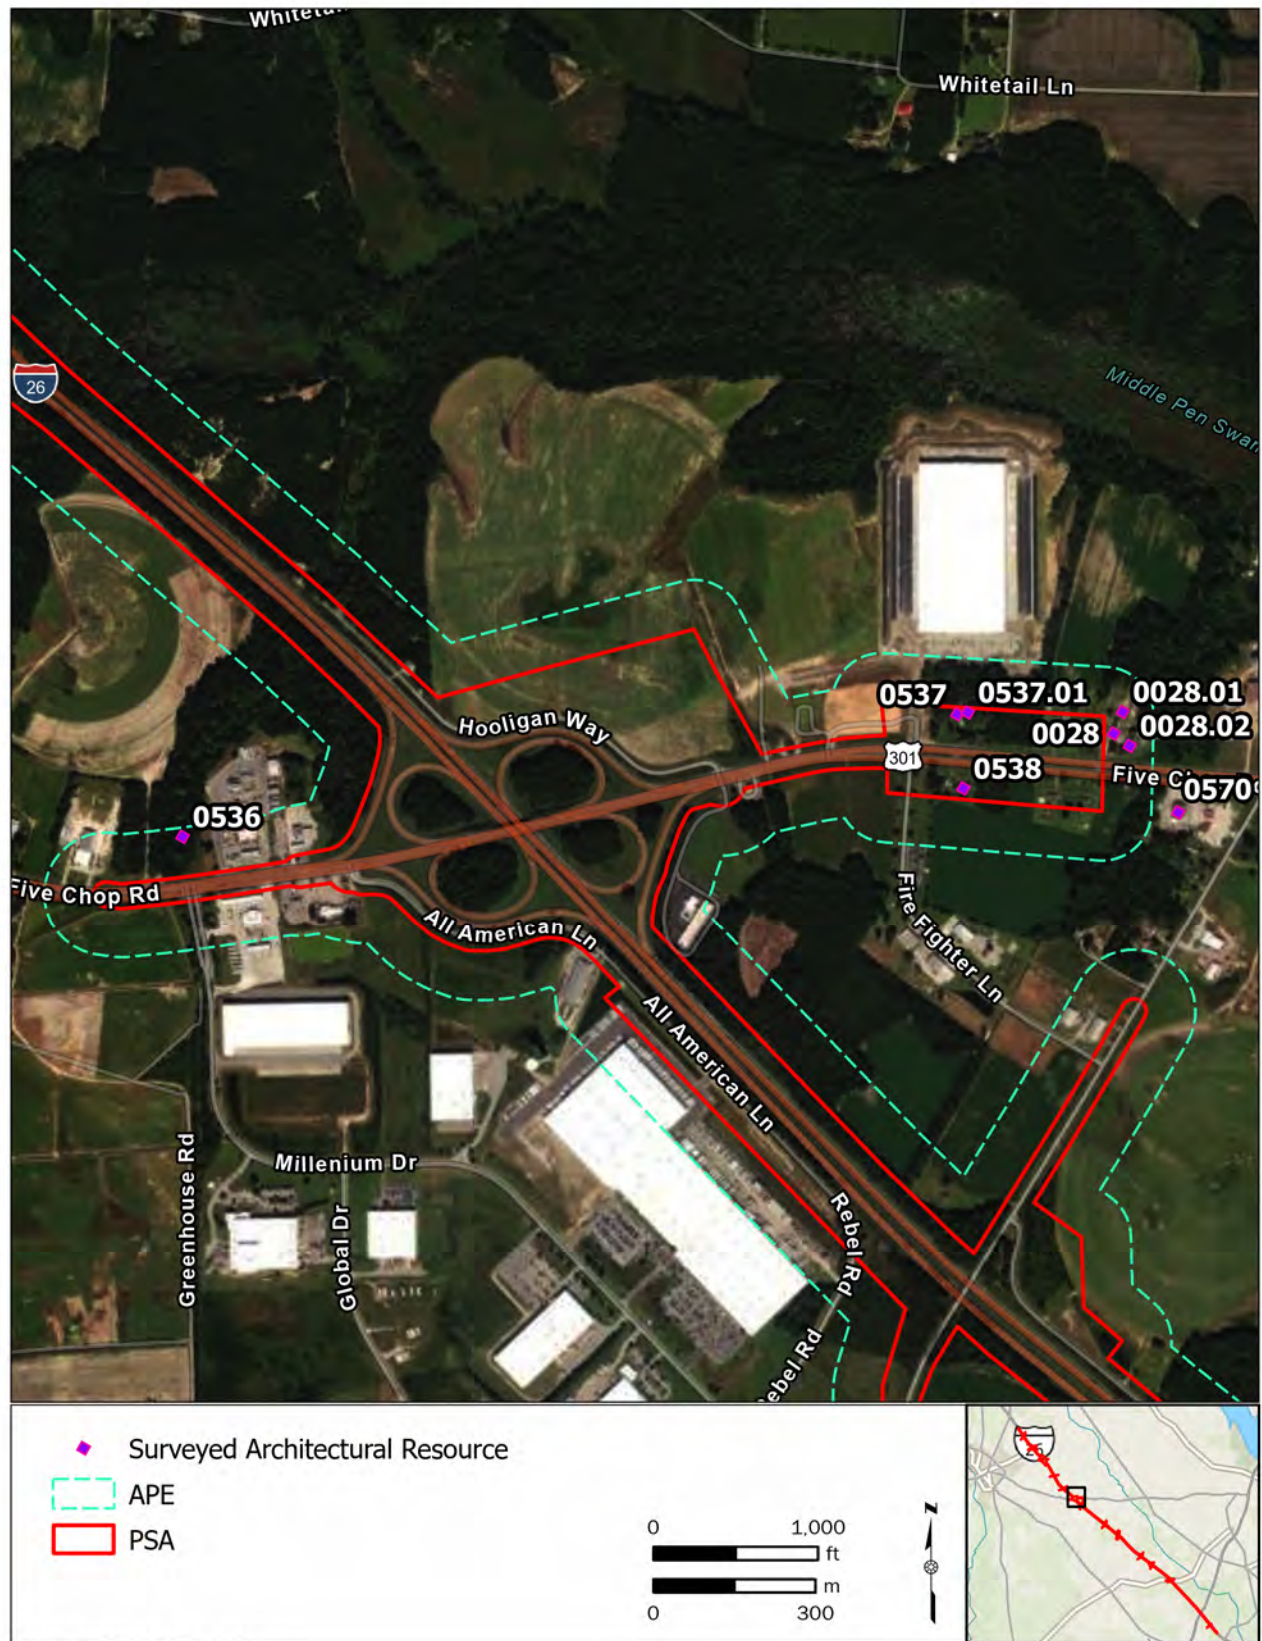 Whitetail Ln
26
Middle Pen
Hooligan Way
0537
0537.01
0028.01
0028
0028.02
301
0538
Five
0570
0536
Five Chop Rd
All American Ln
Fire Fighter Ln
All American Ln
Millenium Dr
Greenhouse Rd
Global Dr
Rebel Rd
Rd
Surveyed Architectural Resource
APE
PSA
0 1,000
ft
m
0 300
N
26